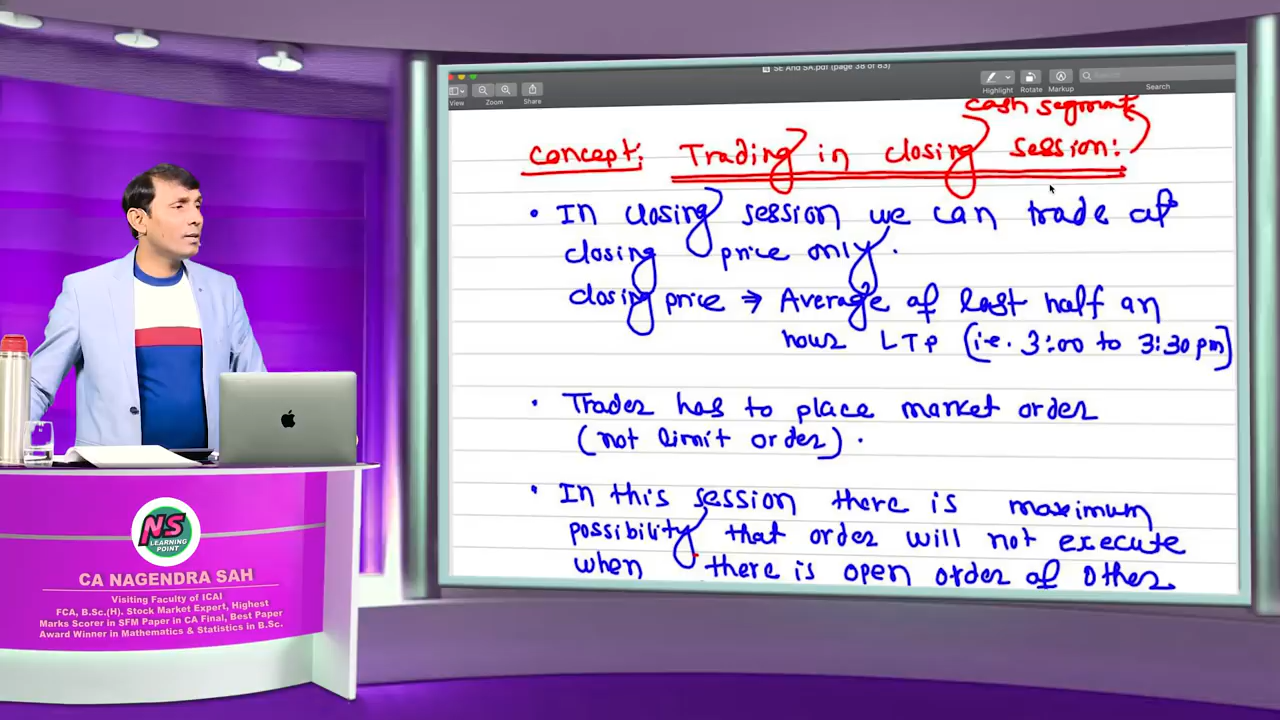 SE And SA.pdf (page 38 of 83)
View
Zoom
Share
Highlight
Rotate
Markup
Search
Search
cash segment
concept: Trading in closing session:
• In closing session we can trade at
closing price only.
closing price ⇒ Average of last half an
hour LTP (i.e. 3:00 to 3:30 pm)
• Trader has to place market order
(not limit order).
• In this session there is maximum
possibility that order will not execute
when there is open order of other
NS
LEARNING
POINT
CA NAGENDRA SAH
Visiting Faculty of ICAI
FCA, B.Sc.(H). Stock Market Expert, Highest
Marks Scorer in SFM Paper in CA Final, Best Paper
Award Winner in Mathematics & Statistics in B.Sc.